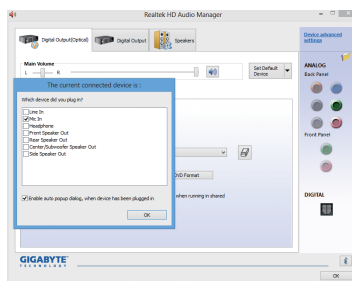 Realtek HD Audio Manager
Digital Output(Optical)
Digital Output
Speakers
Device advanced settings
Main Volume
L
R
Set Default Device
ANALOG
Back Panel
The current connected device is :
Which device did you plug in?
Line In
Mic In
Headphone
Front Speaker Out
Rear Speaker Out
Center/Subwoofer Speaker Out
Side Speaker Out
Enable auto popup dialog, when device has been plugged in
OK
DVD Format
when running in shared
Front Panel
DIGITAL
GIGABYTE
TECHNOLOGY
OK